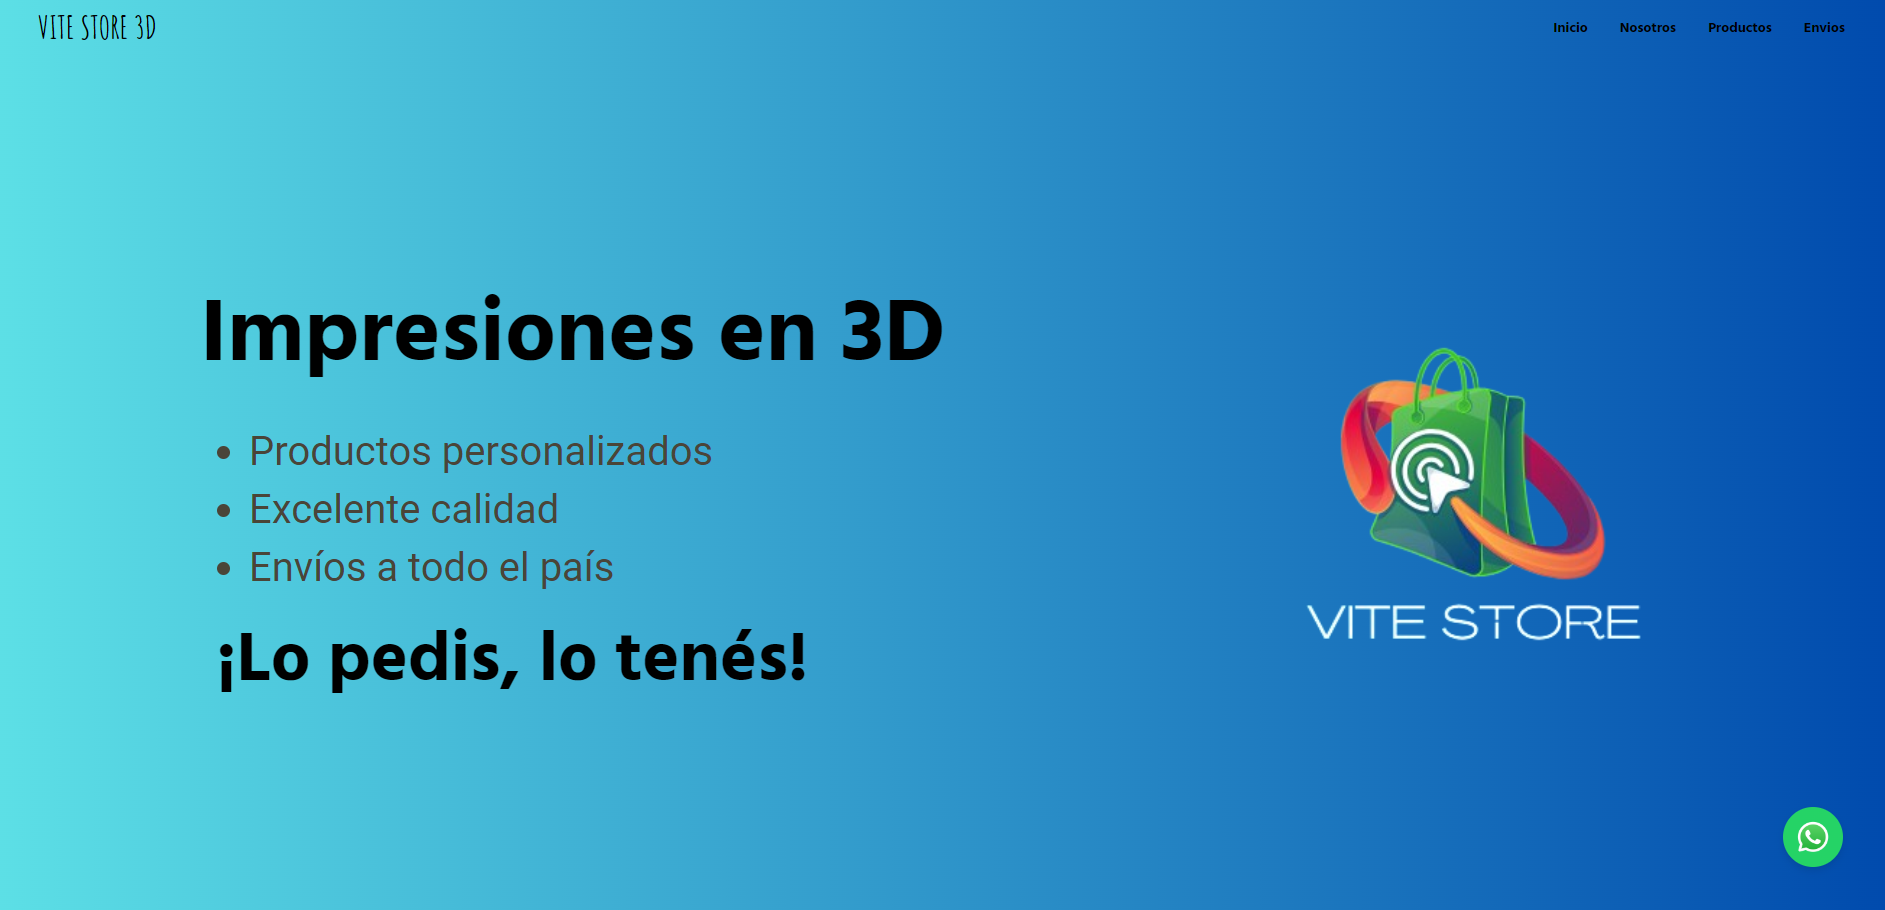 VITE STORE 3D
Inicio Nosotros Productos Envios
Impresiones en 3D
Productos personalizados
Excelente calidad
Envíos a todo el país
¡Lo pedis, lo tenés!
VITE STORE